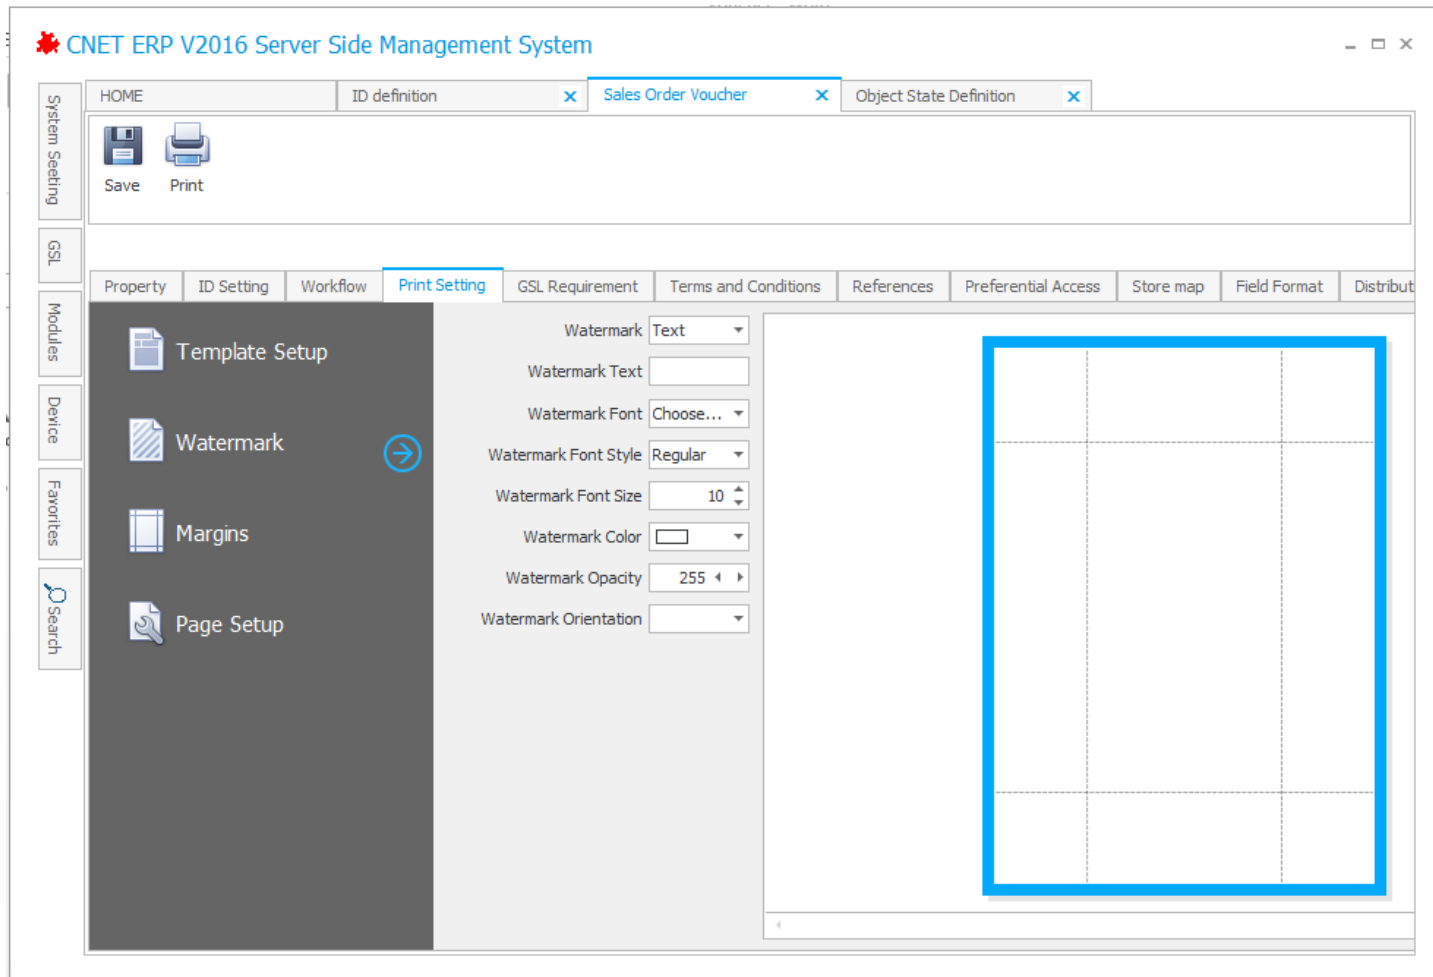 CNET ERP V2016 Server Side Management System
HOME
ID definition
Sales Order Voucher
Object State Definition
Save
Print
System Seeting
GSL
Modules
Device
Favorites
Search
Property
ID Setting
Workflow
Print Setting
GSL Requirement
Terms and Conditions
References
Preferential Access
Store map
Field Format
Distribut
Template Setup
Watermark
Margins
Page Setup
Watermark Text
Watermark Text
Watermark Font Choose...
Watermark Font Style Regular
Watermark Font Size 10
Watermark Color
Watermark Opacity 255
Watermark Orientation